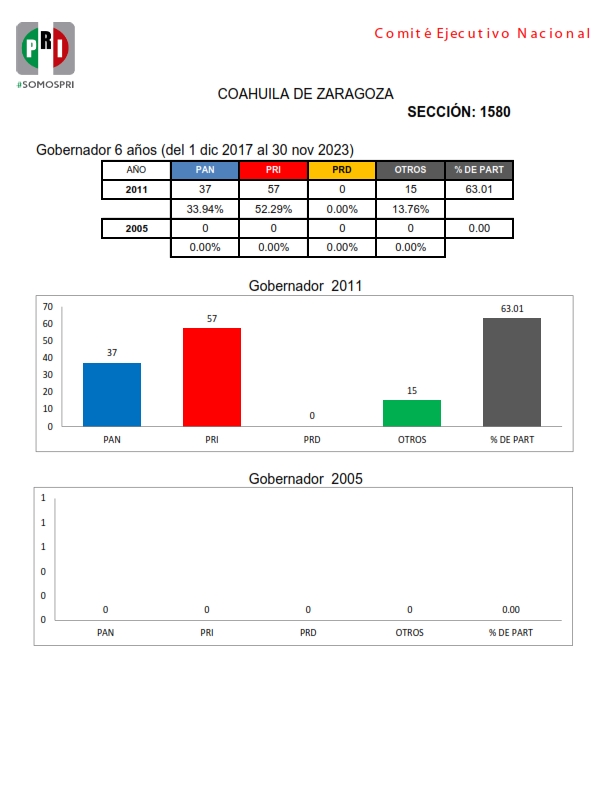 PRI
#SOMOSPRI
Comité Ejecutivo Nacional
COAHUILA DE ZARAGOZA
SECCIÓN: 1580
Gobernador 6 años (del 1 dic 2017 al 30 nov 2023)
AÑO PAN PRI PRD OTROS % DE PART
2011 37 57 0 15 63.01
33.94% 52.29% 0.00% 13.76%
2005 0 0 0 0 0.00
0.00% 0.00% 0.00% 0.00%
Gobernador 2011
70
60
50
40
30
20
10
0
37 57 0 15 63.01
PAN PRI PRD OTROS % DE PART
Gobernador 2005
1
1
1
0
0
0
0 0 0 0 0.00
PAN PRI PRD OTROS % DE PART